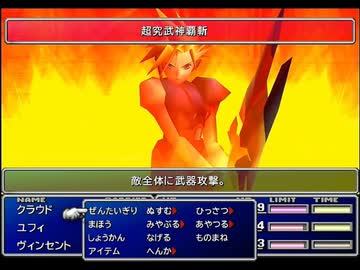 超究武神覇斬
敵全体に武器攻撃。
NAME LIMIT TIME
クラウド
ユフィ
ヴィンセント
ぜんたいぎり ぬすむ ひっさつ
まほう みやぶる あやつる
しょうかん なげる ものまね
アイテム へんか
9
4
3